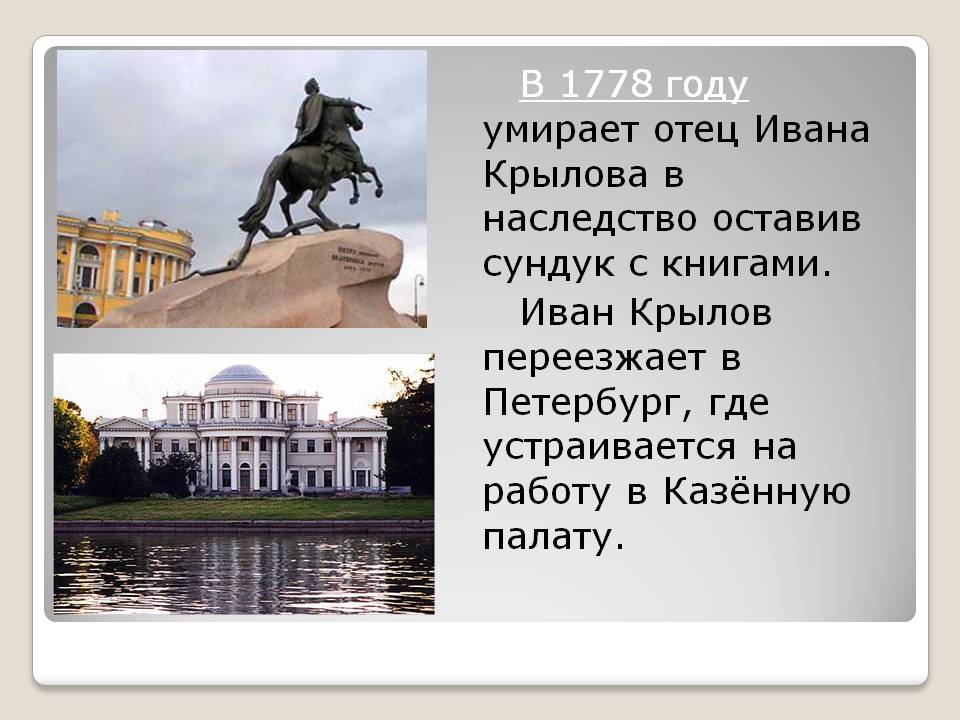 В 1778 году
умирает отец Ивана
Крылова в
наследство оставив
сундук с книгами.
Иван Крылов
переезжает в
Петербург, где
устраивается на
работу в Казённую
палату.